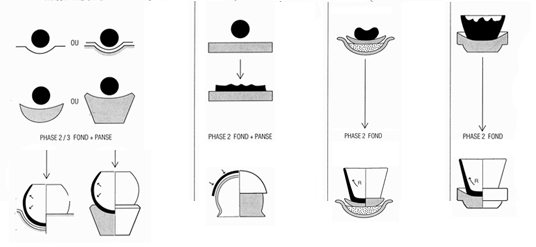 OU
OU
PHASE 2 / 3 FOND + PANSE
PHASE 2 FOND + PANSE
PHASE 2 FOND
PHASE 2 FOND
R
R